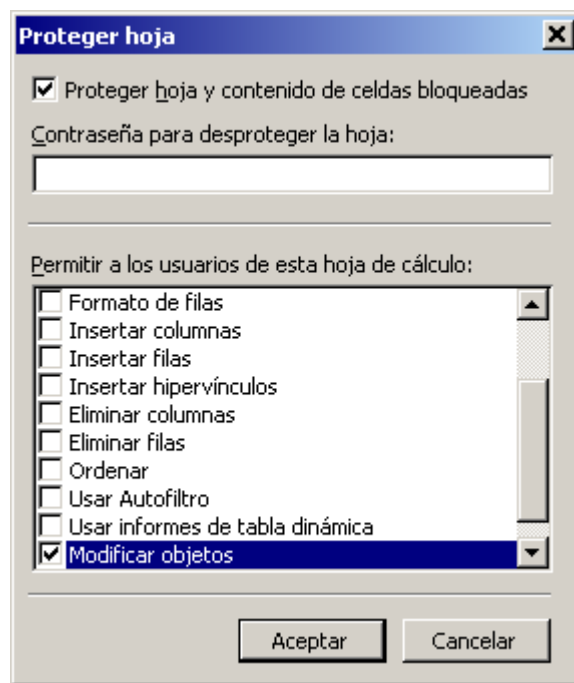 Proteger hoja
Proteger hoja y contenido de celdas bloqueadas
Contraseña para desproteger la hoja:
Permitir a los usuarios de esta hoja de cálculo:
Formato de filas
Insertar columnas
Insertar filas
Insertar hipervínculos
Eliminar columnas
Eliminar filas
Ordenar
Usar Autofiltro
Usar informes de tabla dinámica
Modificar objetos
Aceptar Cancelar